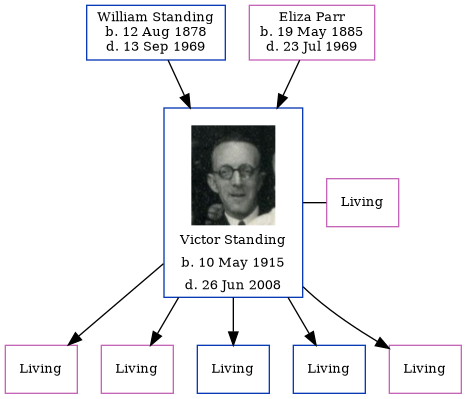 William Standing
b. 12 Aug 1878
d. 13 Sep 1969
Eliza Parr
b. 19 May 1885
d. 23 Jul 1969
Victor Standing
b. 10 May 1915
d. 26 Jun 2008
Living
Living
Living
Living
Living
Living